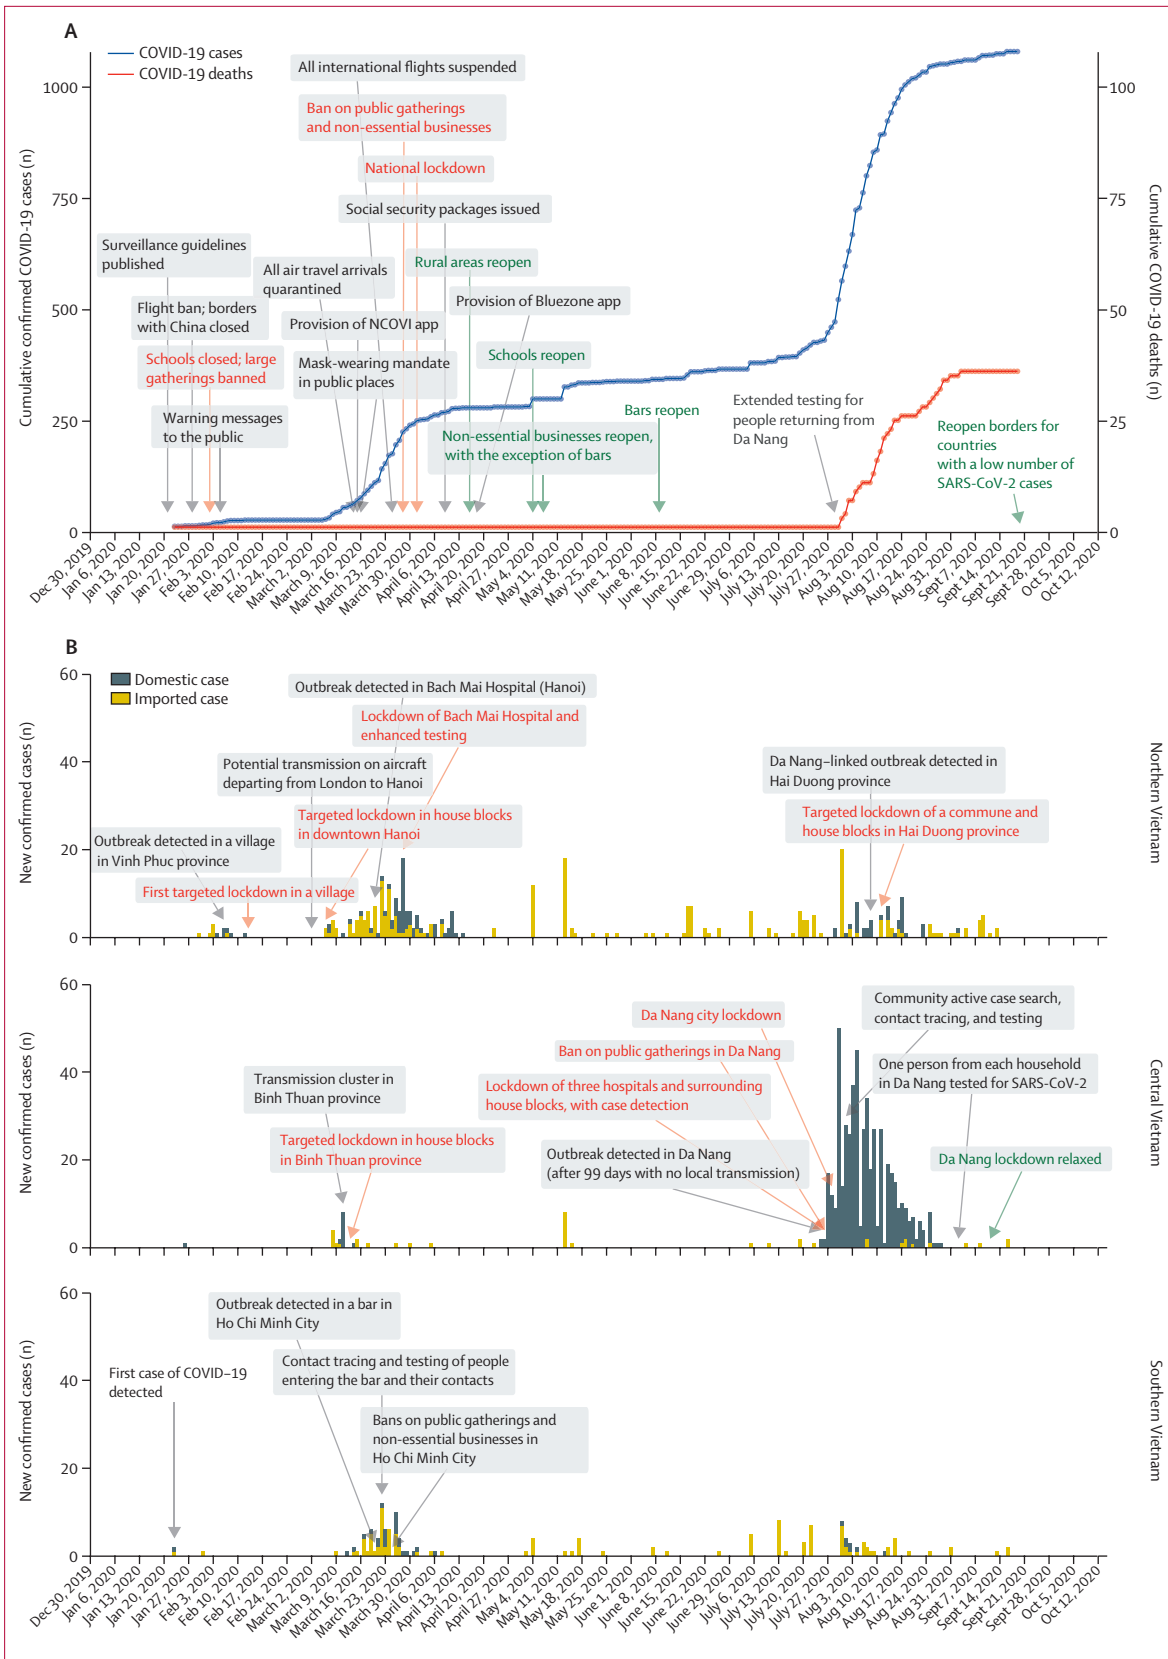 A
COVID-19 cases
COVID-19 deaths
All international flights suspended
Ban on public gatherings
and non-essential businesses
National lockdown
Social security packages issued
Surveillance guidelines
published
All air travel arrivals
quarantined
Rural areas reopen
Flight ban; borders
with China closed
Provision of Bluezone app
Provision of NCOVI app
Schools closed; large
gatherings banned
Mask-wearing mandate
in public places
Schools reopen
Warning messages
to the public
Non-essential businesses reopen,
with the exception of bars
Bars reopen
Extended testing for
people returning from
Da Nang
Reopen borders for
countries
with a low number of
SARS-CoV-2 cases
Cumulative confirmed COVID-19 cases (n)
1000
750
500
250
0
Cumulative COVID-19 deaths (n)
100
75
50
25
0
Dec 30, 2019
Jan 6, 2020
Jan 13, 2020
Jan 20, 2020
Jan 27, 2020
Feb 3, 2020
Feb 10, 2020
Feb 17, 2020
Feb 24, 2020
March 2, 2020
March 9, 2020
March 16, 2020
March 23, 2020
March 30, 2020
April 6, 2020
April 13, 2020
April 20, 2020
April 27, 2020
May 4, 2020
May 11, 2020
May 18, 2020
May 25, 2020
June 1, 2020
June 8, 2020
June 15, 2020
June 22, 2020
June 29, 2020
July 6, 2020
July 13, 2020
July 20, 2020
July 27, 2020
Aug 3, 2020
Aug 10, 2020
Aug 17, 2020
Aug 24, 2020
Aug 31, 2020
Sept 7, 2020
Sept 14, 2020
Sept 21, 2020
Sept 28, 2020
Oct 5, 2020
Oct 12, 2020
B
Domestic case
Imported case
Outbreak detected in Bach Mai Hospital (Hanoi)
Lockdown of Bach Mai Hospital and
enhanced testing
Potential transmission on aircraft
departing from London to Hanoi
Targeted lockdown in house blocks
in downtown Hanoi
Outbreak detected in a village
in Vinh Phuc province
First targeted lockdown in a village
Da Nang–linked outbreak detected in
Hai Duong province
Targeted lockdown of a commune and
house blocks in Hai Duong province
New confirmed cases (n)
60
40
20
0
Northern Vietnam
Transmission cluster in
Binh Thuan province
Targeted lockdown in house blocks
in Binh Thuan province
Da Nang city lockdown
Ban on public gatherings in Da Nang
Lockdown of three hospitals and surrounding
house blocks, with case detection
Outbreak detected in Da Nang
(after 99 days with no local transmission)
Community active case search,
contact tracing, and testing
One person from each household
in Da Nang tested for SARS-CoV-2
Da Nang lockdown relaxed
New confirmed cases (n)
60
40
20
0
Central Vietnam
Outbreak detected in a bar in
Ho Chi Minh City
First case of COVID–19
detected
Contact tracing and testing of people
entering the bar and their contacts
Bans on public gatherings and
non-essential businesses in
Ho Chi Minh City
New confirmed cases (n)
60
40
20
0
Southern Vietnam
Dec 30, 2019
Jan 6, 2020
Jan 13, 2020
Jan 20, 2020
Jan 27, 2020
Feb 3, 2020
Feb 10, 2020
Feb 17, 2020
Feb 24, 2020
March 2, 2020
March 9, 2020
March 16, 2020
March 23, 2020
March 30, 2020
April 6, 2020
April 13, 2020
April 20, 2020
April 27, 2020
May 4, 2020
May 11, 2020
May 18, 2020
May 25, 2020
June 1, 2020
June 8, 2020
June 15, 2020
June 22, 2020
June 29, 2020
July 6, 2020
July 13, 2020
July 20, 2020
July 27, 2020
Aug 3, 2020
Aug 10, 2020
Aug 17, 2020
Aug 24, 2020
Aug 31, 2020
Sept 7, 2020
Sept 14, 2020
Sept 21, 2020
Sept 28, 2020
Oct 5, 2020
Oct 12, 2020